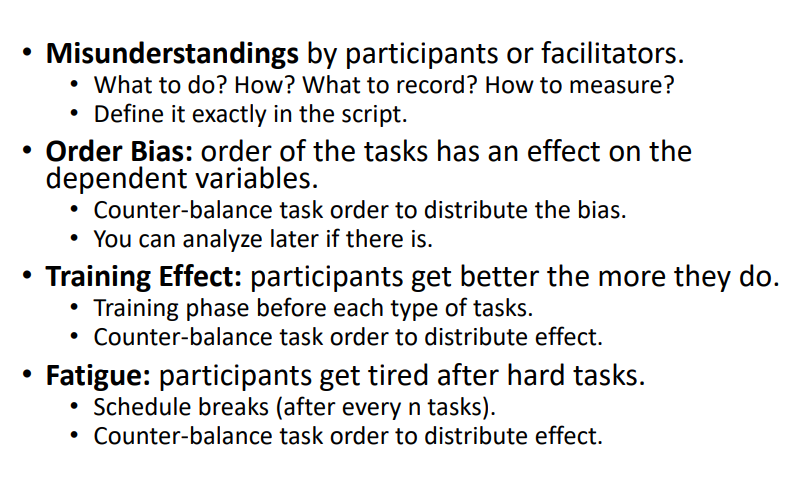 • Misunderstandings by participants or facilitators.
• What to do? How? What to record? How to measure?
• Define it exactly in the script.
• Order Bias: order of the tasks has an effect on the
dependent variables.
• Counter-balance task order to distribute the bias.
• You can analyze later if there is.
• Training Effect: participants get better the more they do.
• Training phase before each type of tasks.
• Counter-balance task order to distribute effect.
• Fatigue: participants get tired after hard tasks.
• Schedule breaks (after every n tasks).
• Counter-balance task order to distribute effect.